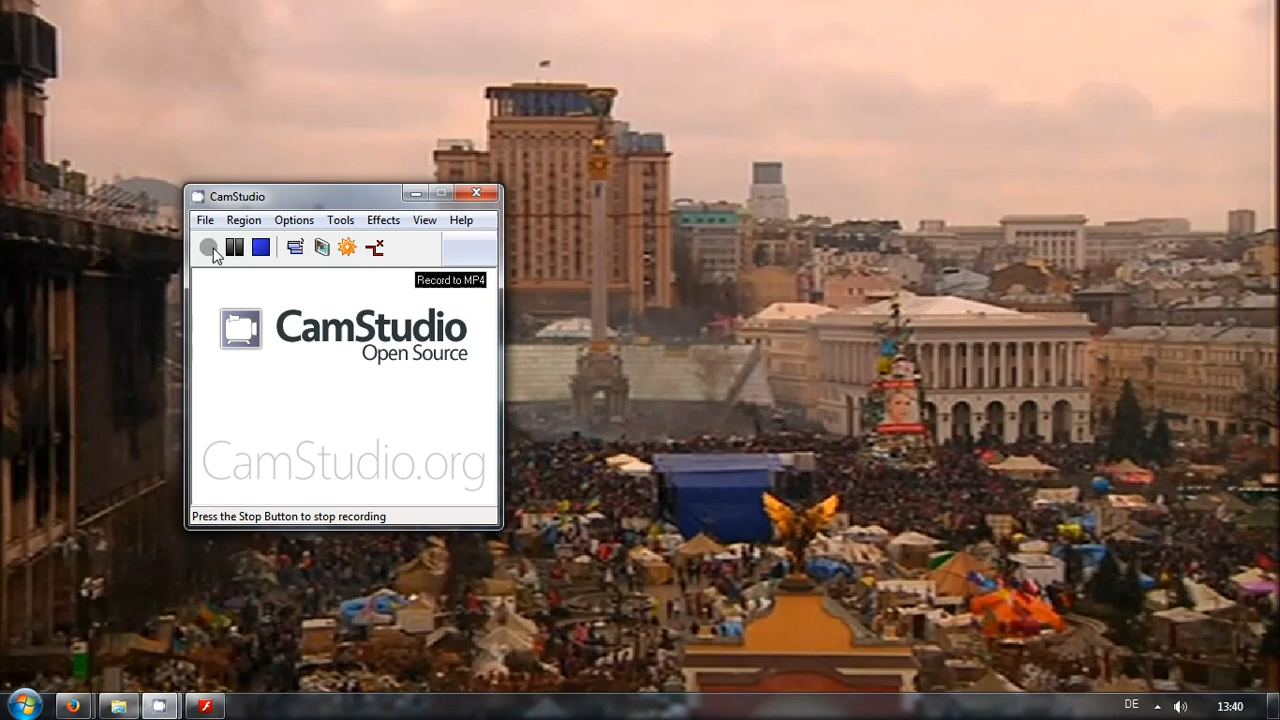 CamStudio
File Region Options Tools Effects View Help
Record to MP4
CamStudio
Open Source
CamStudio.org
Press the Stop Button to stop recording
DE
13:40